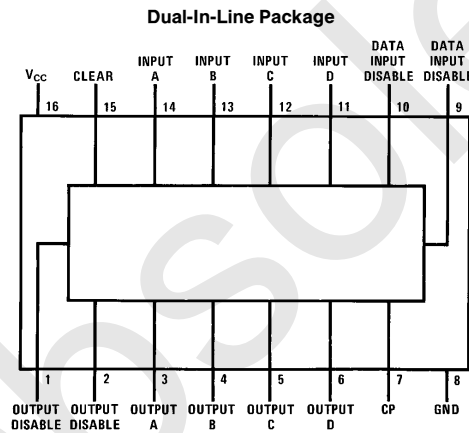 Dual-In-Line Package
VCC CLEAR INPUT A INPUT B INPUT C INPUT D DATA INPUT DISABLE DATA INPUT DISABLE
16 15 14 13 12 11 10 9
1 2 3 4 5 6 7 8
OUTPUT DISABLE OUTPUT DISABLE OUTPUT A OUTPUT B OUTPUT C OUTPUT D CP GND